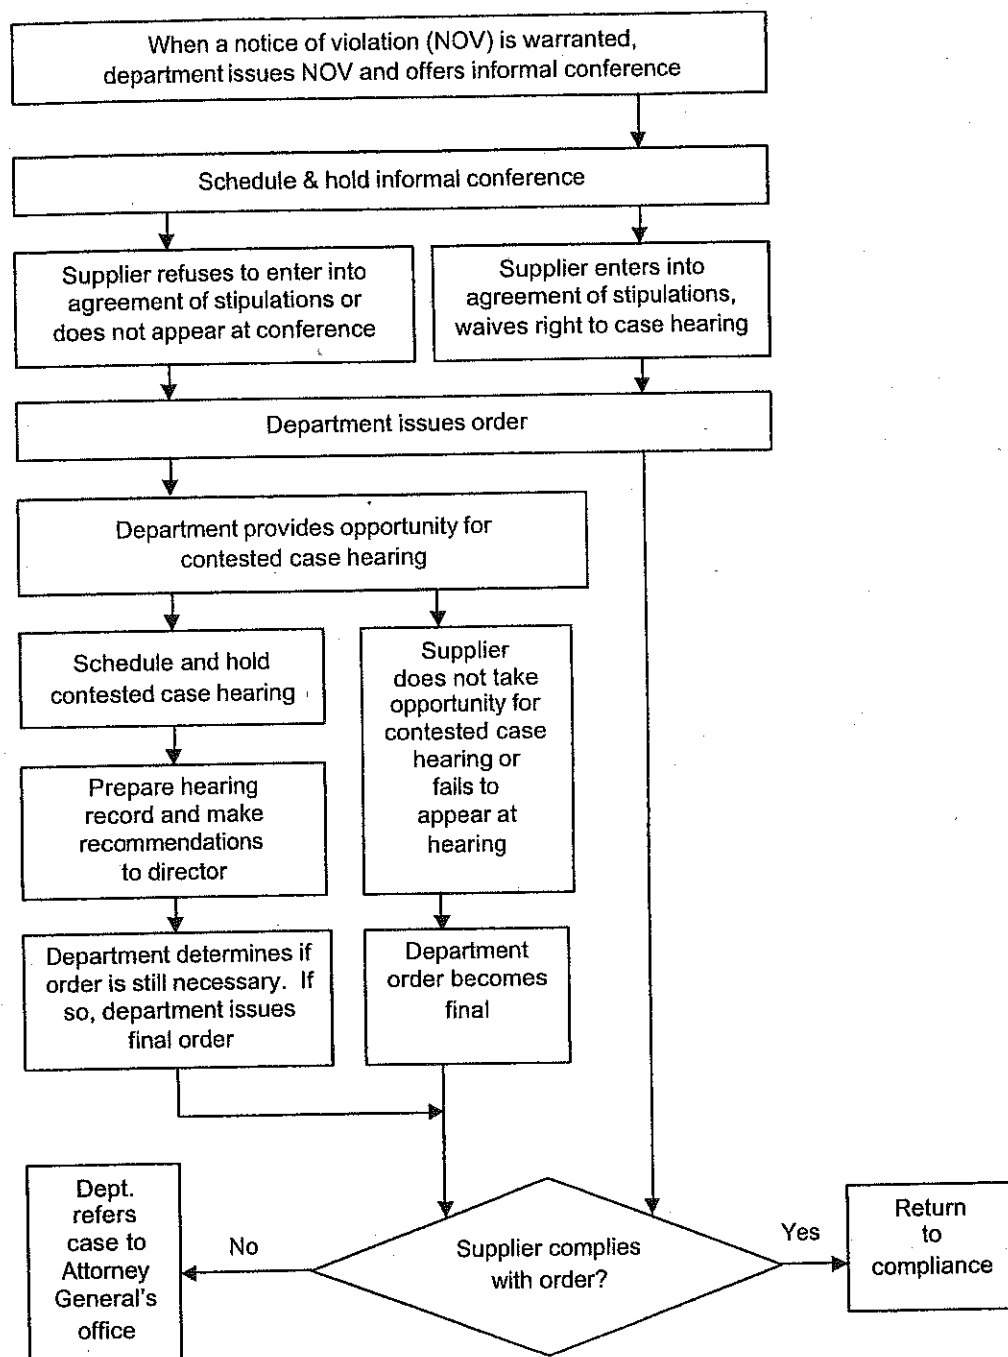 When a notice of violation (NOV) is warranted,
department issues NOV and offers informal conference
Schedule & hold informal conference
Supplier refuses to enter into
agreement of stipulations or
does not appear at conference
Supplier enters into
agreement of stipulations,
waives right to case hearing
Department issues order
Department provides opportunity for
contested case hearing
Schedule and hold
contested case hearing
Supplier
does not take
opportunity for
contested case
hearing or
fails to
appear at
hearing
Prepare hearing
record and make
recommendations
to director
Department determines if
order is still necessary. If
so, department issues
final order
Department
order becomes
final
Dept.
refers
case to
Attorney
General's
office
No
Supplier complies
with order?
Yes
Return
to
compliance